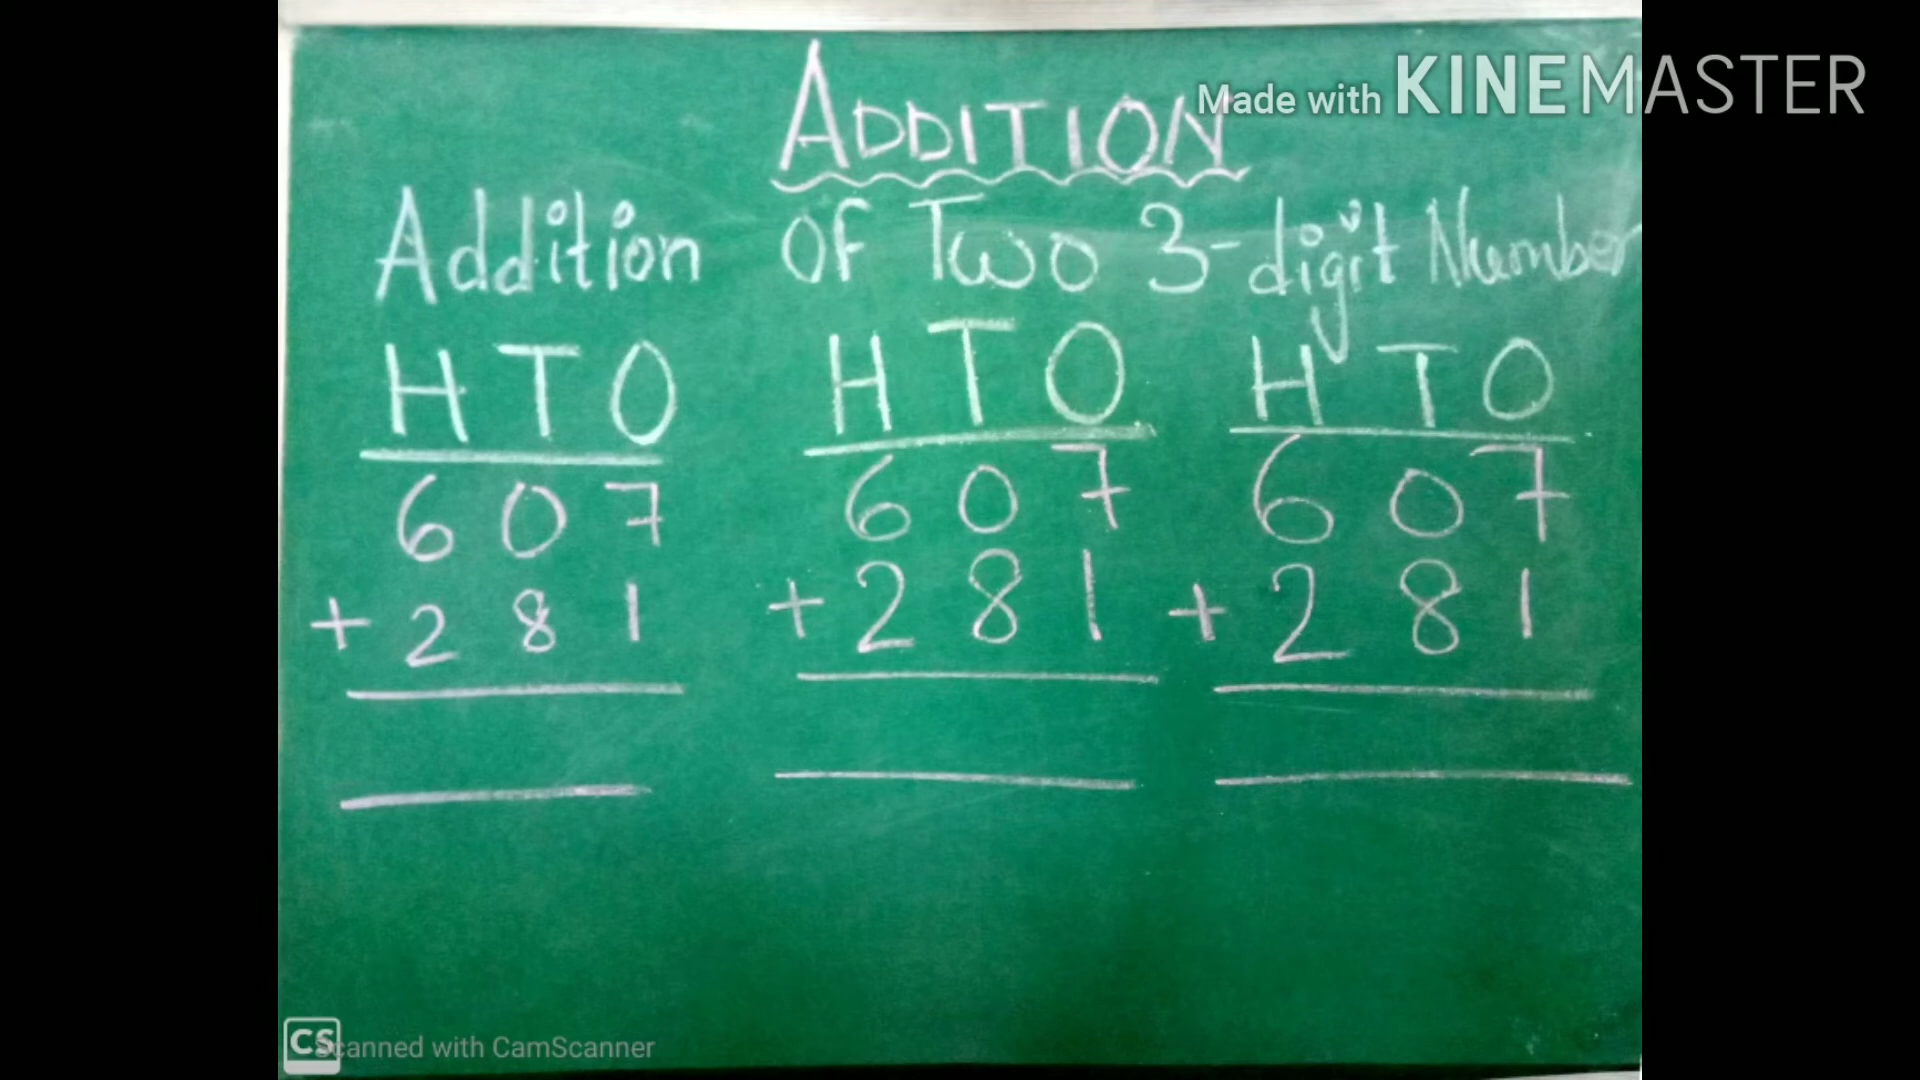 Made with KINEMASTER
ADDITION
Addition OF Two 3-digit Number
H T O H T O H T O
6 0 7 6 0 7 6 0 7
+ 2 8 1 + 2 8 1 + 2 8 1
CS Scanned with CamScanner